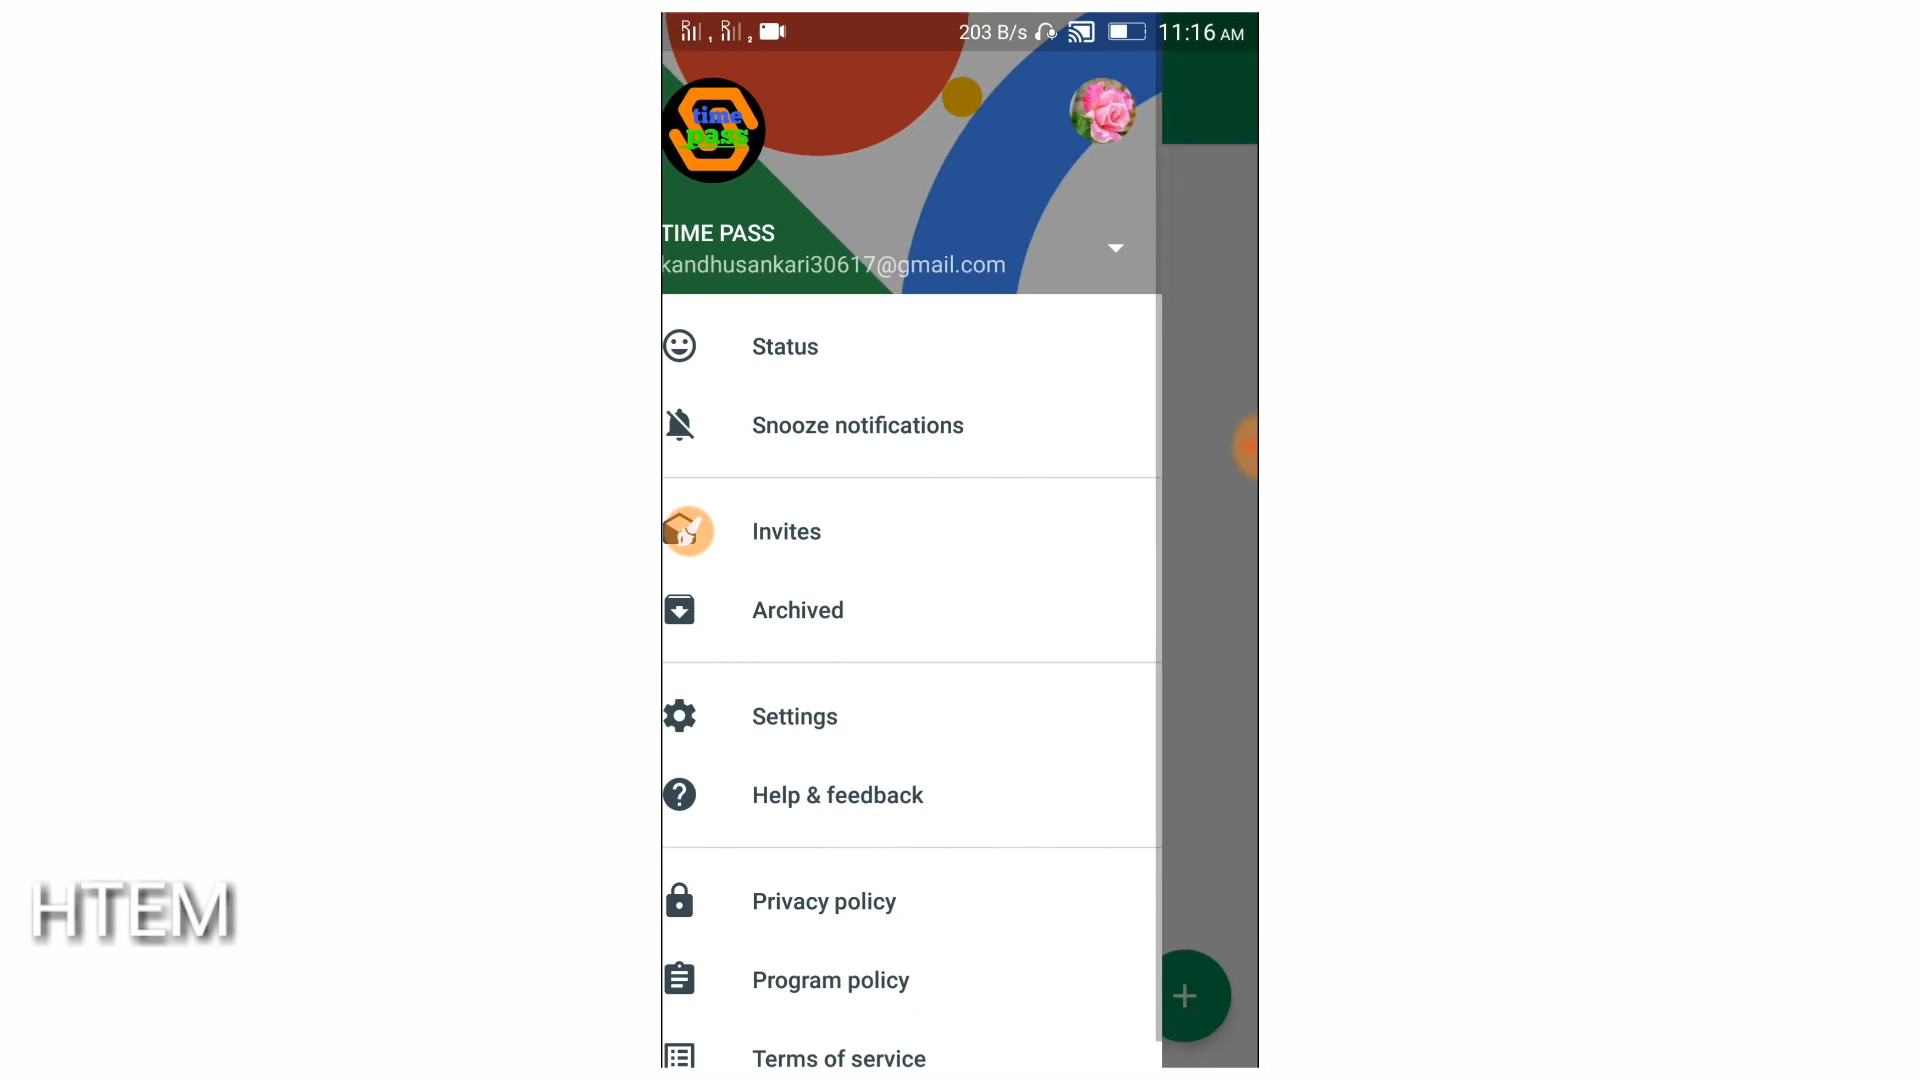 203 B/s 11:16 AM
time
pass
TIME PASS
kandhusankari30617@gmail.com
Status
Snooze notifications
Invites
Archived
Settings
Help & feedback
Privacy policy
Program policy
Terms of service
HTEM